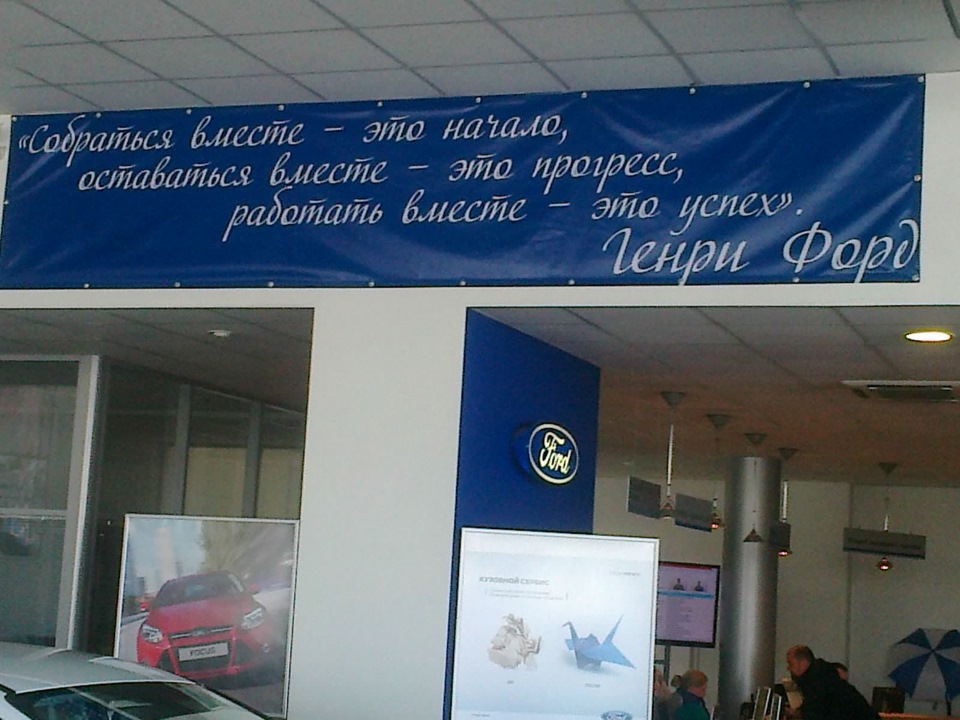 «Собраться вместе – это начало,
оставаться вместе – это прогресс,
работать вместе – это успех».
Генри Форд
Ford
FOCUS
КУЗОВНОЙ СЕРВИС